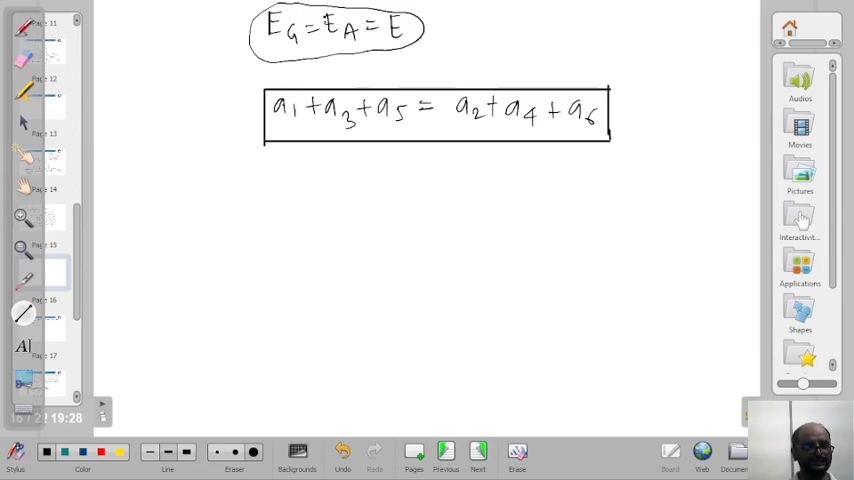 E_G = E_A = E
a_1 + a_3 + a_5 = a_2 + a_4 + a_6
Page 11
Page 12
Page 13
Page 14
Page 15
Page 16
Page 17
19:28
Audios
Movies
Pictures
Interactivit...
Applications
Shapes
Stylus
Color
Line
Eraser
Backgrounds
Undo
Redo
Pages
Previous
Next
Erase
Board
Web
Documen